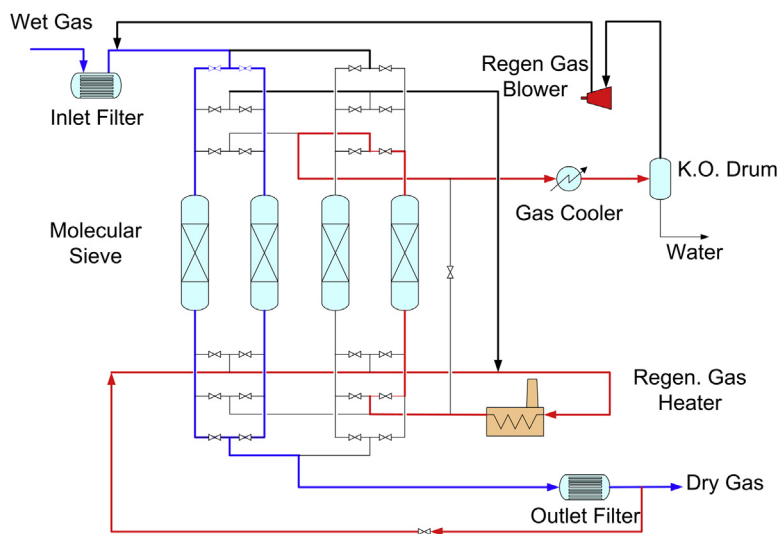 Wet Gas
Inlet Filter
Regen Gas
Blower
K.O. Drum
Gas Cooler
Water
Molecular
Sieve
Regen. Gas
Heater
Dry Gas
Outlet Filter